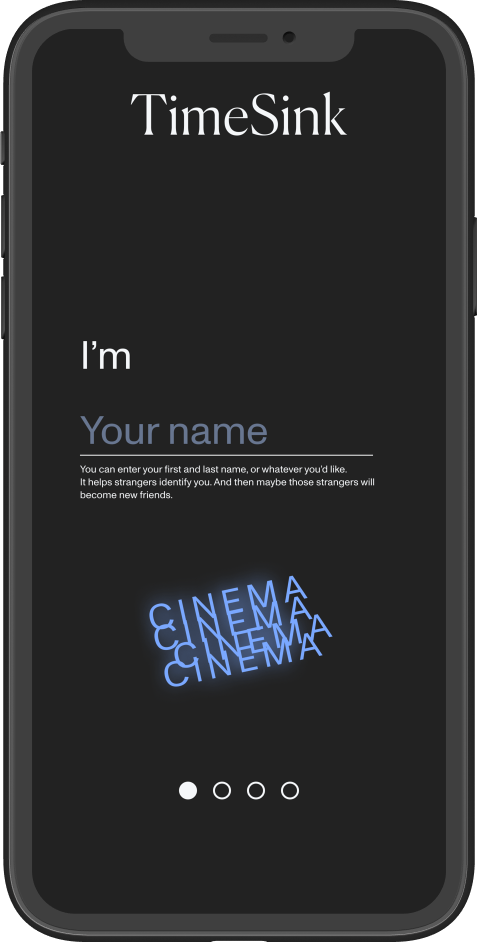 TimeSink
I’m
Your name
You can enter your first and last name, or whatever you’d like.
It helps strangers identify you. And then maybe those strangers will
become new friends.
CINEMA
CINEMA
CINEMA
CINEMA